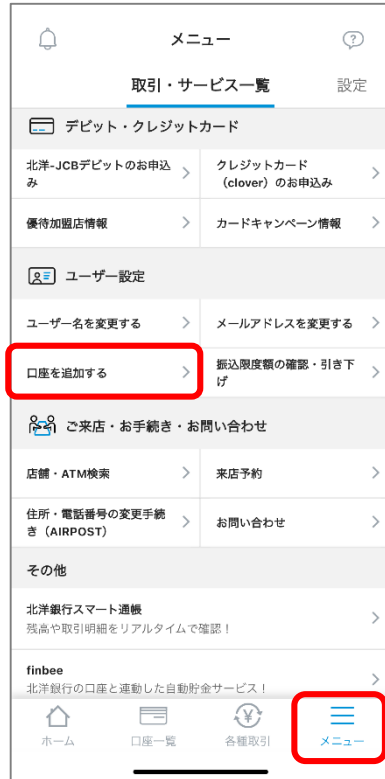 メニュー
取引・サービス一覧
設定
デビット・クレジットカード
北洋-JCBデビットのお申込
み
クレジットカード
(clover)のお申込み
優待加盟店情報
カードキャンペーン情報
ユーザー設定
ユーザー名を変更する
メールアドレスを変更する
口座を追加する
振込限度額の確認・引き下
げ
ご来店・お手続き・お問い合わせ
店舗・ATM検索
来店予約
住所・電話番号の変更手続
き（AIRPOST）
お問い合わせ
その他
北洋銀行スマート通帳
残高や取引明細をリアルタイムで確認！
finbee
北洋銀行の口座と連動した自動貯金サービス！
ホーム
口座一覧
各種取引
メニュー